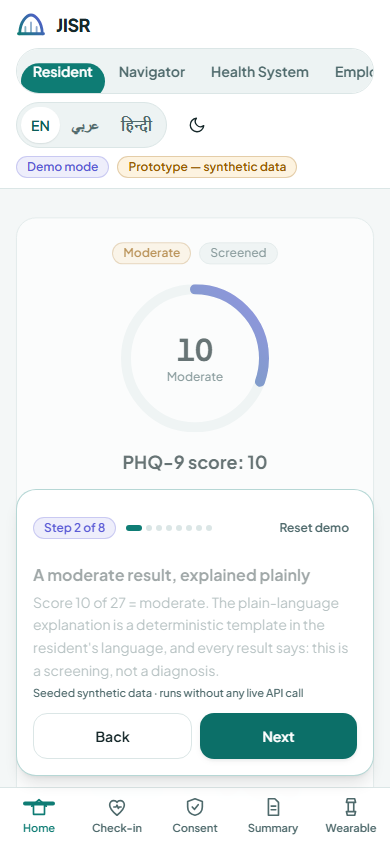 JISR
Resident Navigator Health System Emplo
EN عربي हिन्दी
Demo mode Prototype — synthetic data
Moderate Screened
10
Moderate
PHQ-9 score: 10
Step 2 of 8 Reset demo
A moderate result, explained plainly
Score 10 of 27 = moderate. The plain-language
explanation is a deterministic template in the
resident's language, and every result says: this is
a screening, not a diagnosis.
Seeded synthetic data · runs without any live API call
Back Next
Home Check-in Consent Summary Wearable